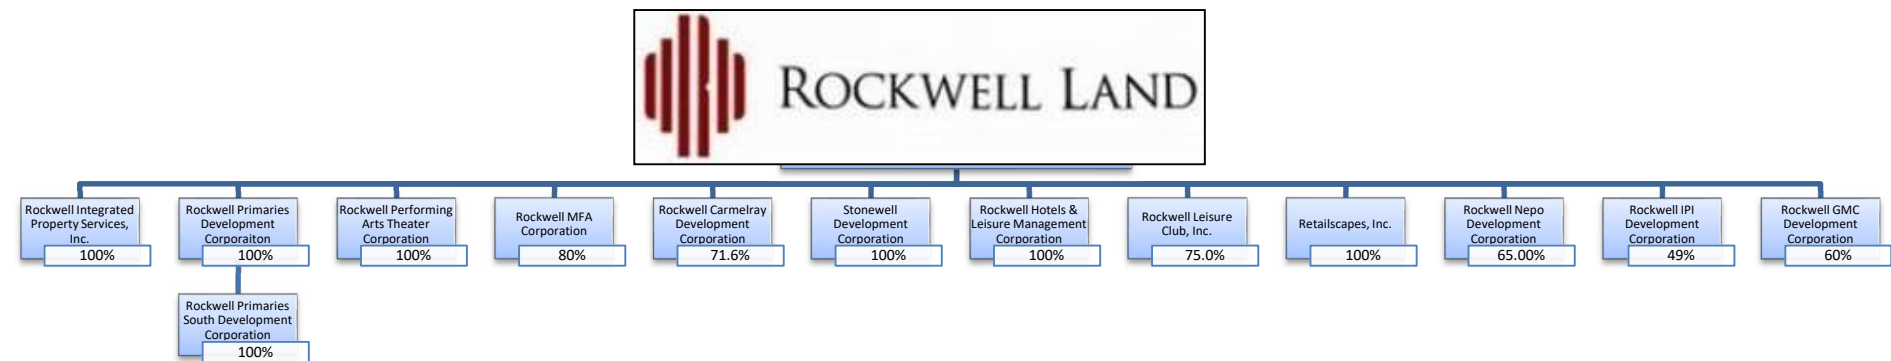 ROCKWELL LAND
Rockwell Integrated
Property Services,
Inc.
100%
Rockwell Primaries
Development
Corporaiton
100%
Rockwell Performing
Arts Theater
Corporation
100%
Rockwell MFA
Corporation
80%
Rockwell Carmelray
Development
Corporation
71.6%
Stonewell
Development
Corporation
100%
Rockwell Hotels &
Leisure Management
Corporation
100%
Rockwell Leisure
Club, Inc.
75.0%
Retailscapes, Inc.
100%
Rockwell Nepo
Development
Corporation
65.00%
Rockwell IPI
Development
Corporation
49%
Rockwell GMC
Development
Corporation
60%
Rockwell Primaries
South Development
Corporation
100%